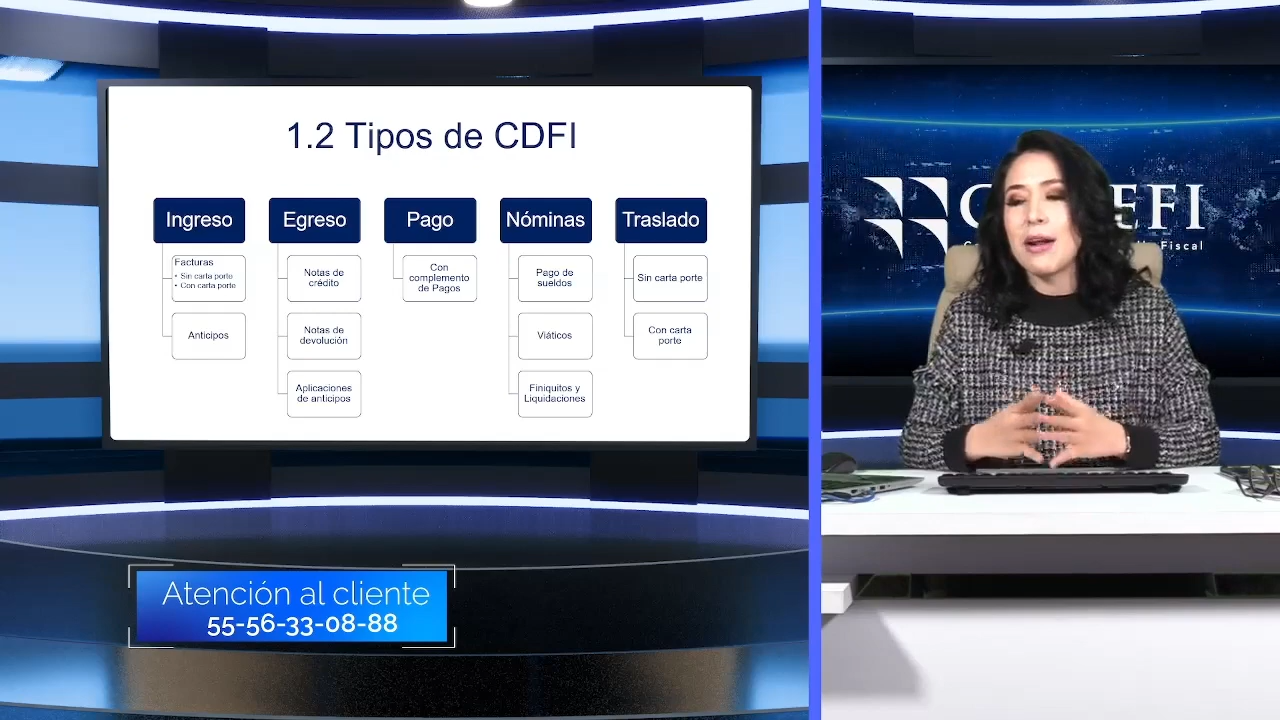 1.2 Tipos de CDFI
Ingreso
Facturas
• Sin carta porte
• Con carta porte
Anticipos
Egreso
Notas de
crédito
Notas de
devolución
Aplicaciones
de anticipos
Pago
Con
complemento
de Pagos
Nóminas
Pago de
sueldos
Viáticos
Finiquitos y
Liquidaciones
Traslado
Sin carta porte
Con carta
porte
Atención al cliente
55-56-33-08-88
Fiscal